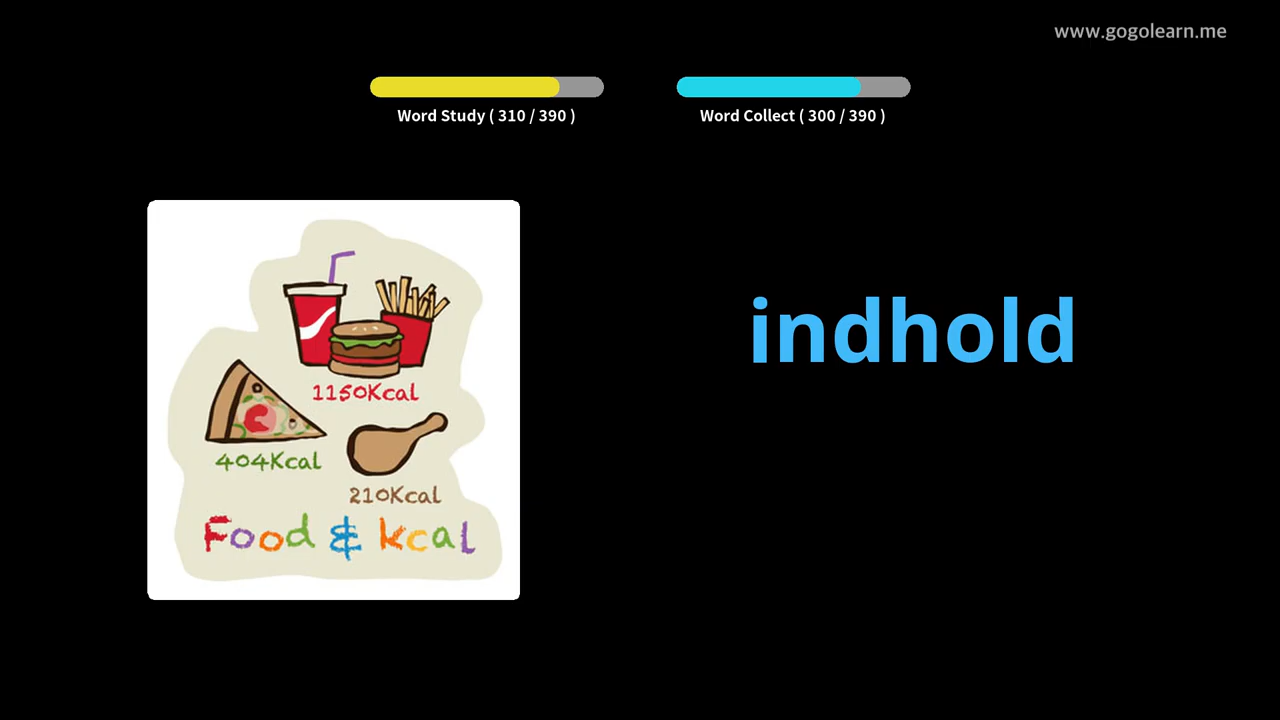 www.gogolearn.me
Word Study ( 310 / 390 )
Word Collect ( 300 / 390 )
indhold
1150Kcal
404Kcal
210Kcal
Food & kcal